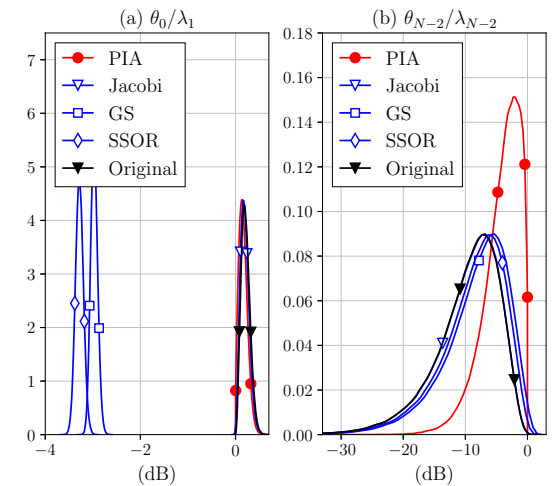 (a) θ₀/λ₁
(b) θ_{N−2}/λ_{N−2}
7
6
5
4
3
2
1
0
−4
−2
0
(dB)
PIA
Jacobi
GS
SSOR
Original
0.18
0.16
0.14
0.12
0.10
0.08
0.06
0.04
0.02
0.00
−30
−20
−10
0
(dB)
PIA
Jacobi
GS
SSOR
Original